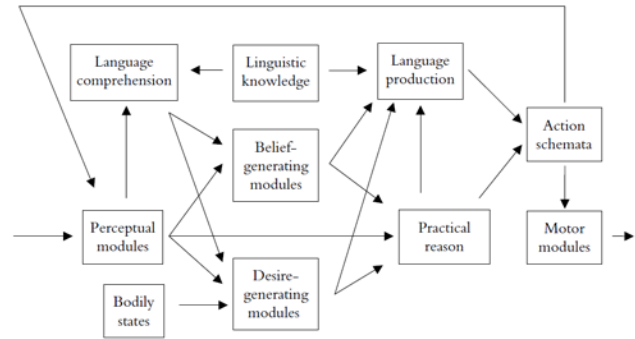 Language
comprehension
Linguistic
knowledge
Language
production
Action
schemata
Belief-
generating
modules
Perceptual
modules
Practical
reason
Motor
modules
Desire-
generating
modules
Bodily
states